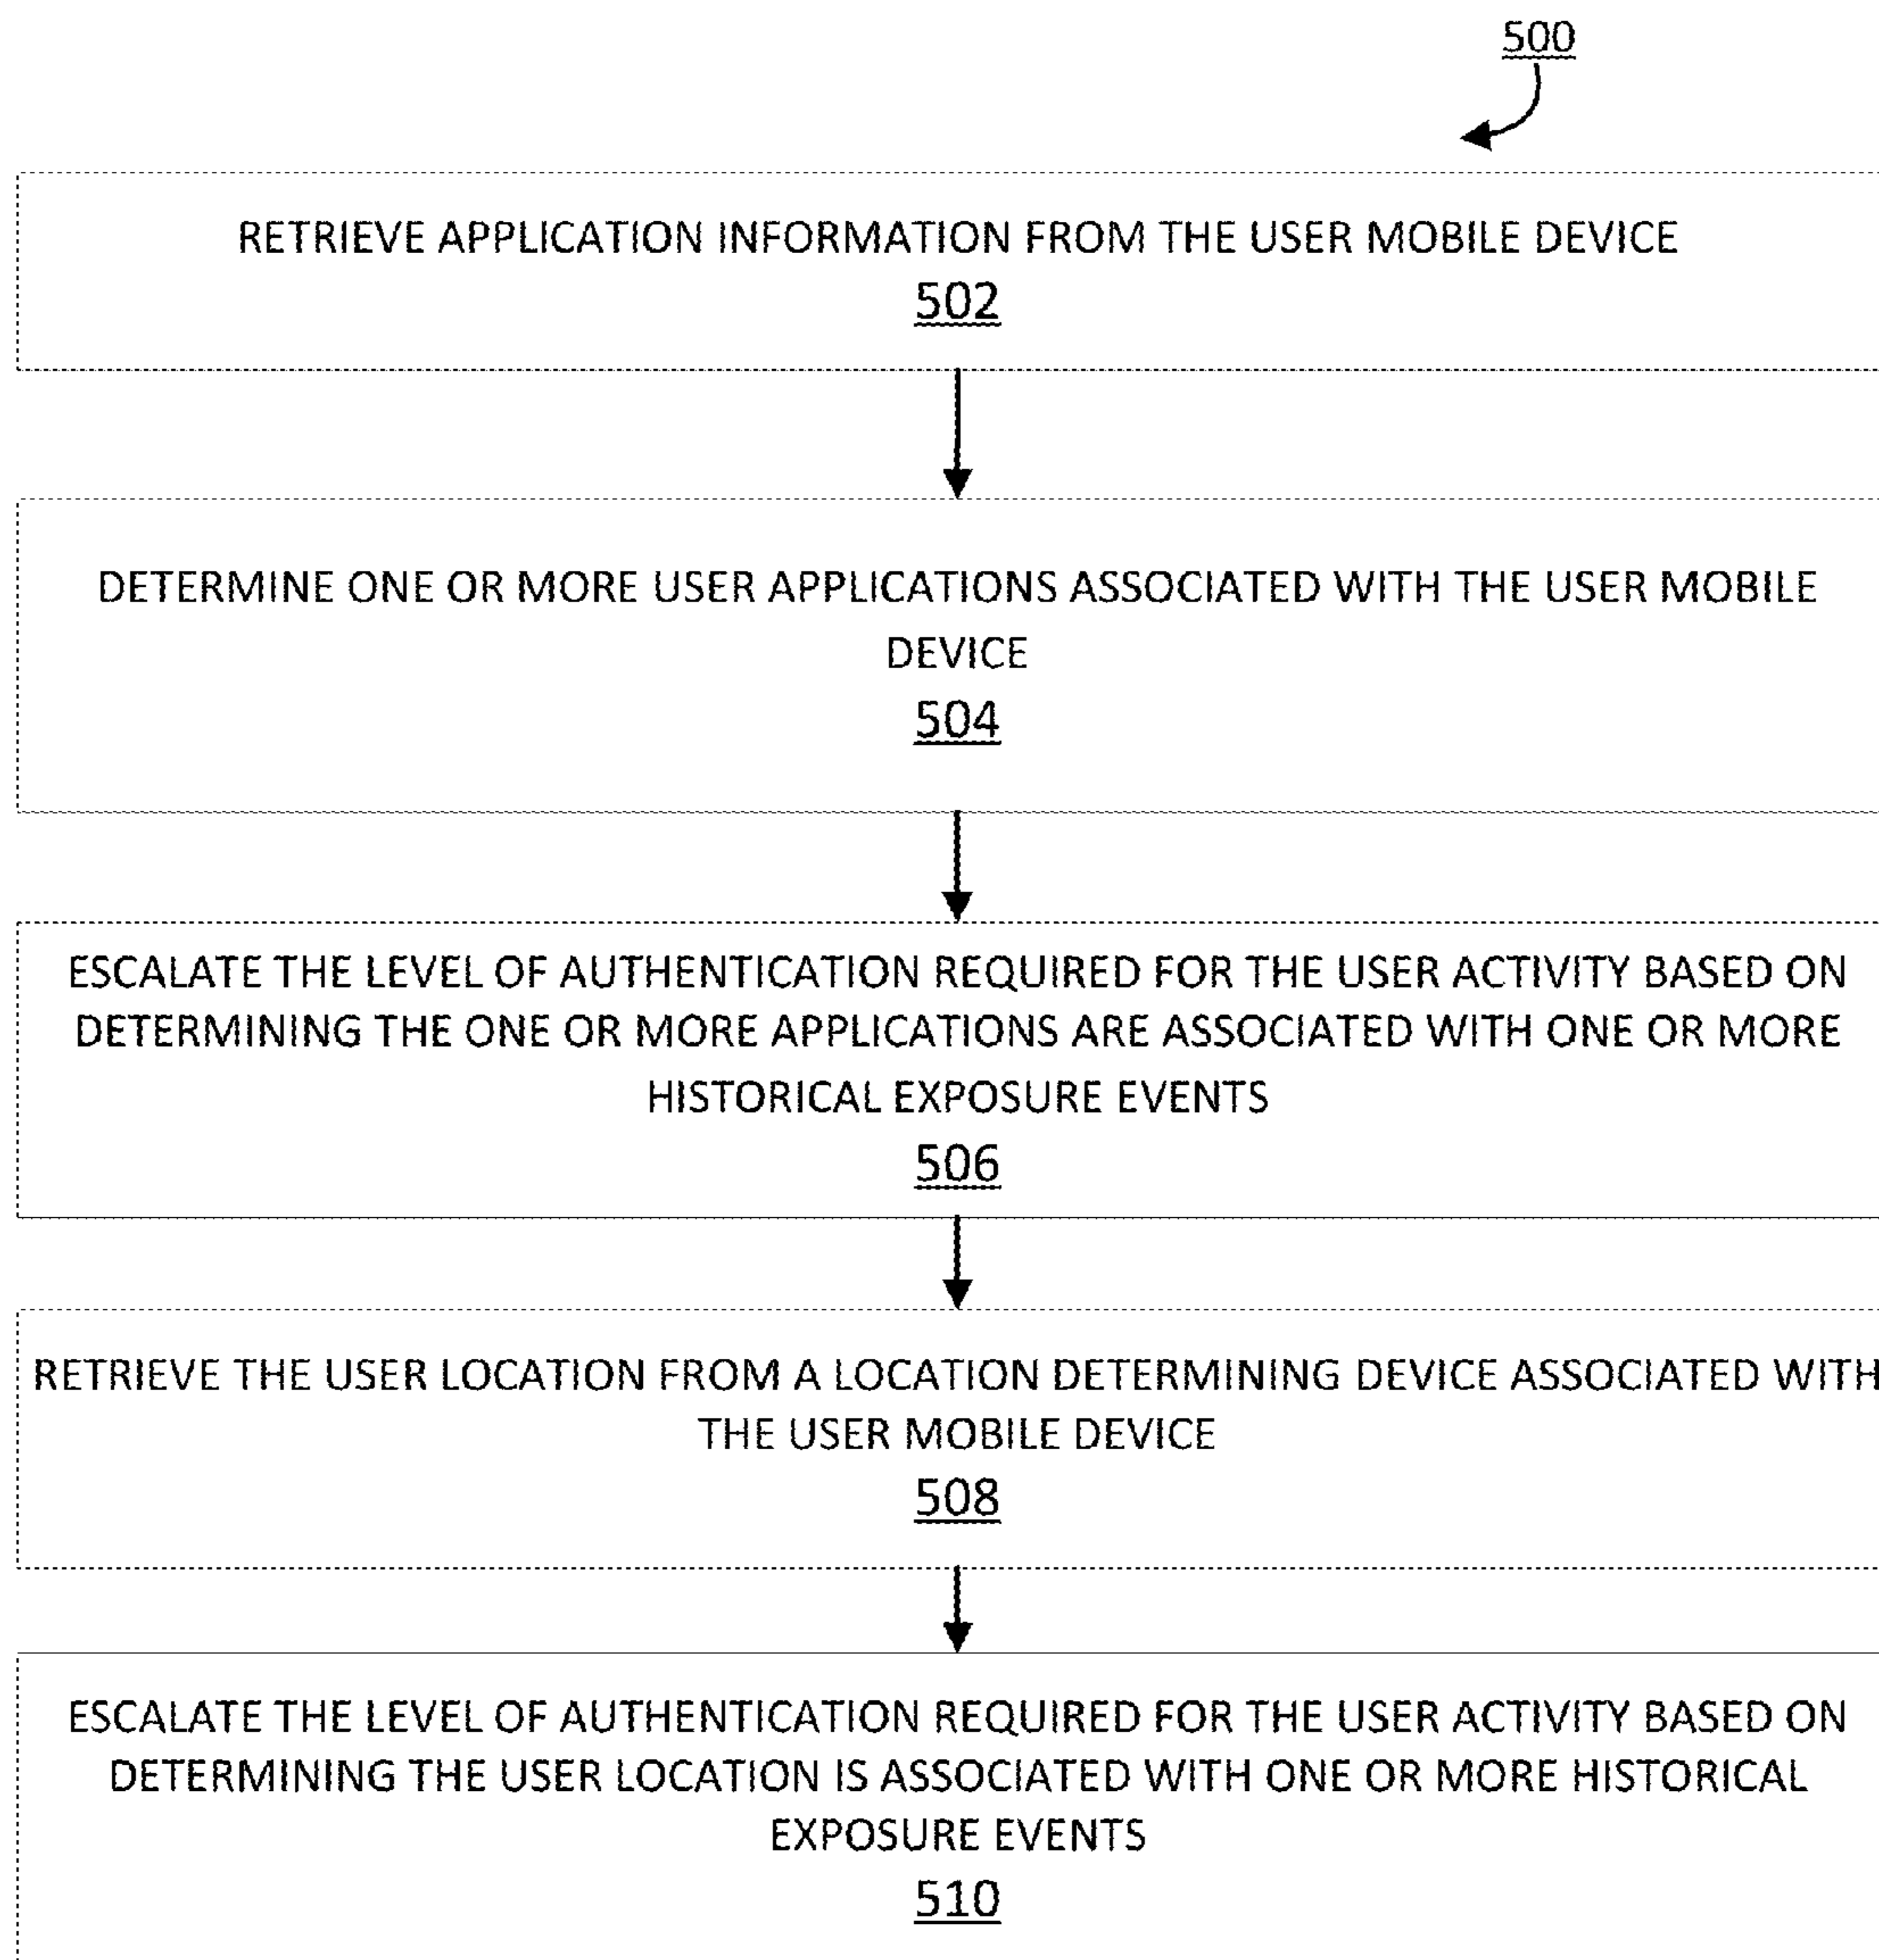 500
RETRIEVE APPLICATION INFORMATION FROM THE USER MOBILE DEVICE
502
DETERMINE ONE OR MORE USER APPLICATIONS ASSOCIATED WITH THE USER MOBILE
DEVICE
504
ESCALATE THE LEVEL OF AUTHENTICATION REQUIRED FOR THE USER ACTIVITY BASED ON
DETERMINING THE ONE OR MORE APPLICATIONS ARE ASSOCIATED WITH ONE OR MORE
HISTORICAL EXPOSURE EVENTS
506
RETRIEVE THE USER LOCATION FROM A LOCATION DETERMINING DEVICE ASSOCIATED WITH
THE USER MOBILE DEVICE
508
ESCALATE THE LEVEL OF AUTHENTICATION REQUIRED FOR THE USER ACTIVITY BASED ON
DETERMINING THE USER LOCATION IS ASSOCIATED WITH ONE OR MORE HISTORICAL
EXPOSURE EVENTS
510